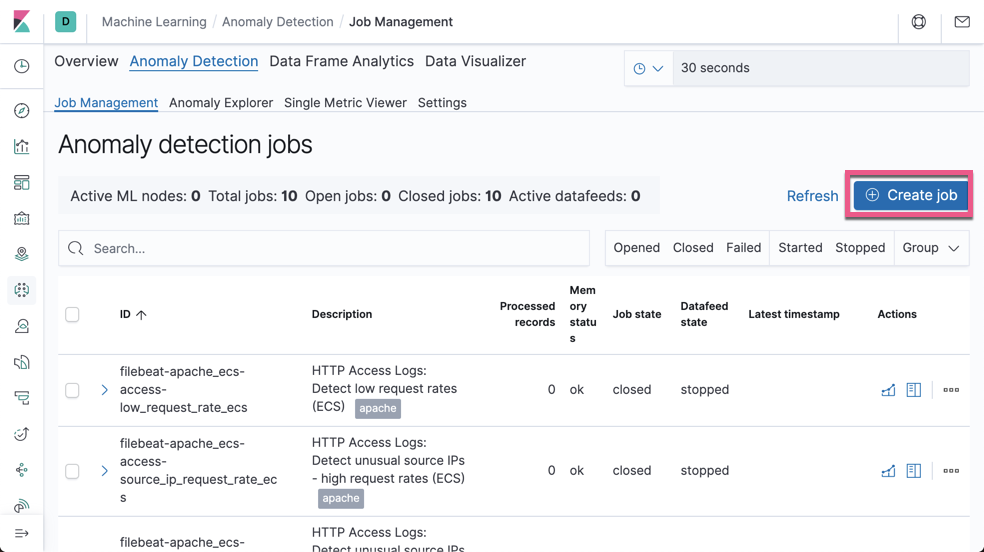 D Machine Learning / Anomaly Detection / Job Management
Overview Anomaly Detection Data Frame Analytics Data Visualizer
30 seconds
Job Management Anomaly Explorer Single Metric Viewer Settings
Anomaly detection jobs
Active ML nodes: 0 Total jobs: 10 Open jobs: 0 Closed jobs: 10 Active datafeeds: 0
Refresh
Create job
Search...
Opened Closed Failed Started Stopped Group
ID
Description
Processed
records
Mem
ory
statu
s
Job state
Datafeed
state
Latest timestamp
Actions
filebeat-apache_ecs-
access-
low_request_rate_ecs
HTTP Access Logs:
Detect low request rates
(ECS) apache
0 ok closed stopped
filebeat-apache_ecs-
access-
source_ip_request_rate_ec
s
HTTP Access Logs:
Detect unusual source IPs
- high request rates (ECS)
apache
0 ok closed stopped
filebeat-apache_ecs-
HTTP Access Logs:
Detect unusual source IPs